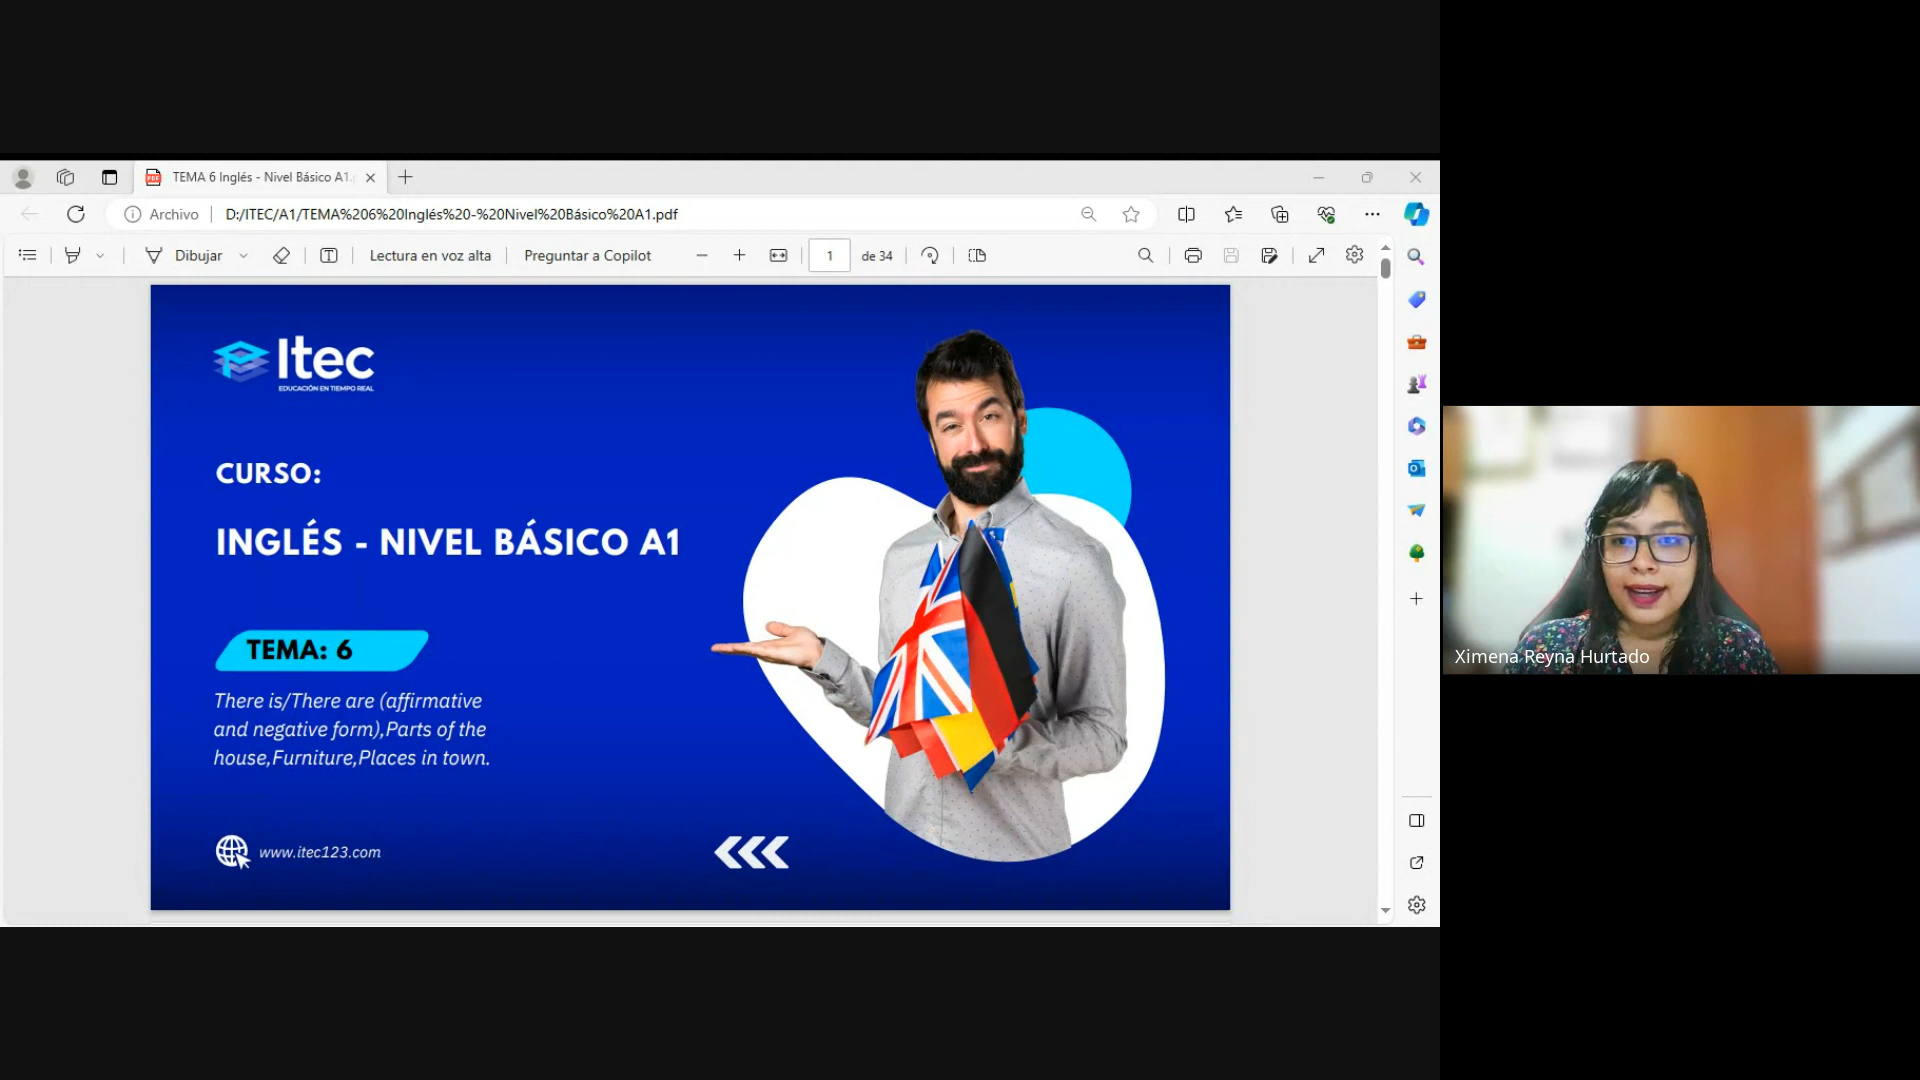 TEMA 6 Inglés - Nivel Básico A1.
Archivo
D:/ITEC/A1/TEMA%206%20Inglés%20-%20Nivel%20Básico%20A1.pdf
Dibujar
Lectura en voz alta
Preguntar a Copilot
1
de 34
Itec
EDUCACIÓN EN TIEMPO REAL
CURSO:
INGLÉS - NIVEL BÁSICO A1
TEMA: 6
There is/There are (affirmative
and negative form),Parts of the
house,Furniture,Places in town.
www.itec123.com
Ximena Reyna Hurtado